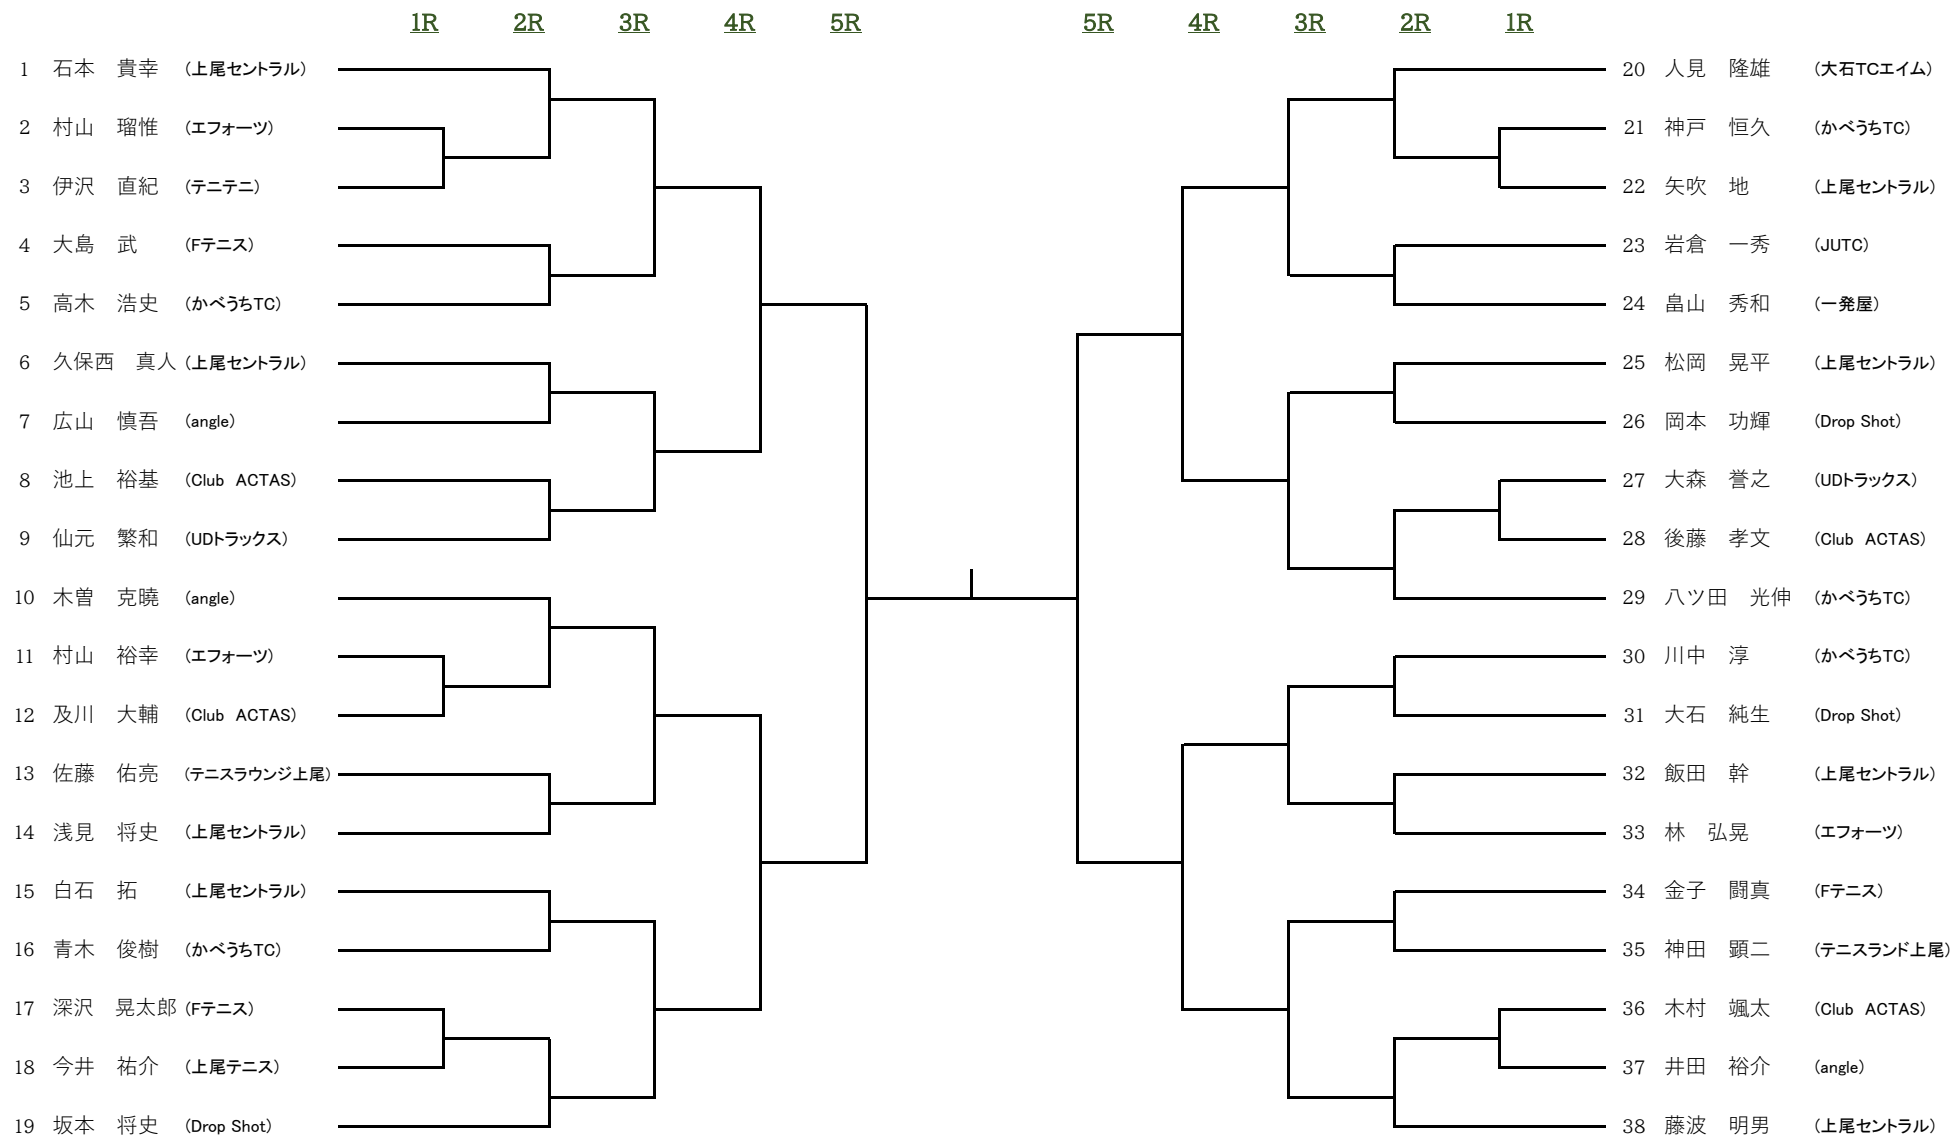 1R 2R 3R 4R 5R 5R 4R 3R 2R 1R
1 石本　貴幸 (上尾セントラル)
2 村山　瑠惟 (エフォーツ)
3 伊沢　直紀 (テニテニ)
4 大島　武 (Fテニス)
5 高木　浩史 (かべうちTC)
6 久保西　真人 (上尾セントラル)
7 広山　慎吾 (angle)
8 池上　裕基 (Club ACTAS)
9 仙元　繁和 (UDトラックス)
10 木曽　克曉 (angle)
11 村山　裕幸 (エフォーツ)
12 及川　大輔 (Club ACTAS)
13 佐藤　佑亮 (テニスラウンジ上尾)
14 浅見　将史 (上尾セントラル)
15 白石　拓 (上尾セントラル)
16 青木　俊樹 (かべうちTC)
17 深沢　晃太郎 (Fテニス)
18 今井　祐介 (上尾テニス)
19 坂本　将史 (Drop Shot)
20 人見　隆雄 (大石TCエイム)
21 神戸　恒久 (かべうちTC)
22 矢吹　地 (上尾セントラル)
23 岩倉　一秀 (JUTC)
24 畠山　秀和 (一発屋)
25 松岡　晃平 (上尾セントラル)
26 岡本　功輝 (Drop Shot)
27 大森　誉之 (UDトラックス)
28 後藤　孝文 (Club ACTAS)
29 八ツ田　光伸 (かべうちTC)
30 川中　淳 (かべうちTC)
31 大石　純生 (Drop Shot)
32 飯田　幹 (上尾セントラル)
33 林　弘晃 (エフォーツ)
34 金子　闘真 (Fテニス)
35 神田　顕二 (テニスランド上尾)
36 木村　颯太 (Club ACTAS)
37 井田　裕介 (angle)
38 藤波　明男 (上尾セントラル)